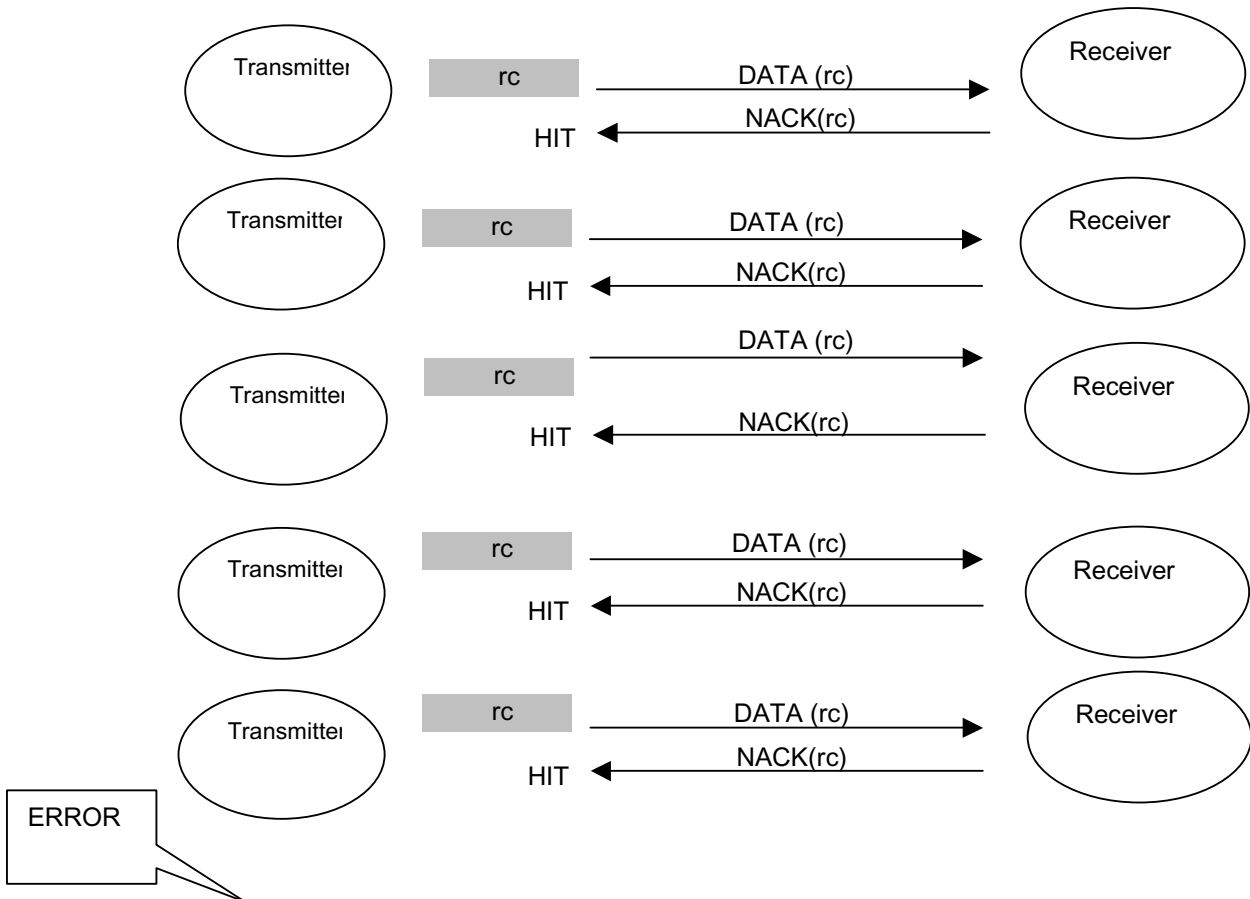 Transmitter
rc
DATA (rc)
Receiver
HIT
NACK(rc)
Transmitter
rc
DATA (rc)
Receiver
HIT
NACK(rc)
Transmitter
rc
DATA (rc)
Receiver
HIT
NACK(rc)
Transmitter
rc
DATA (rc)
Receiver
HIT
NACK(rc)
Transmitter
rc
DATA (rc)
Receiver
HIT
NACK(rc)
ERROR